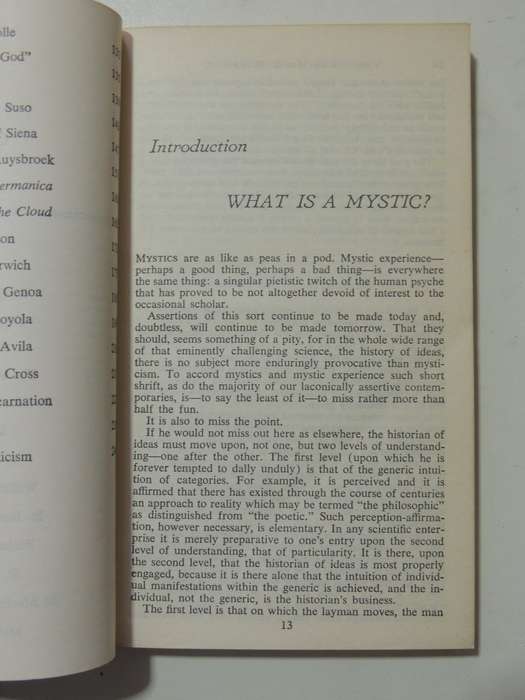 olle
God"
Suso
Siena
uysbroek
ermanica
he Cloud
on
rwich
Genoa
oyola
Avila
Cross
arnation
icism
Introduction
WHAT IS A MYSTIC?
MYSTICS are as like as peas in a pod. Mystic experience—
perhaps a good thing, perhaps a bad thing—is everywhere
the same thing: a singular pietistic twitch of the human psyche
that has proved to be not altogether devoid of interest to the
occasional scholar.
Assertions of this sort continue to be made today and,
doubtless, will continue to be made tomorrow. That they
should, seems something of a pity, for in the whole wide range
of that eminently challenging science, the history of ideas,
there is no subject more enduringly provocative than mysti-
cism. To accord mystics and mystic experience such short
shrift, as do the majority of our laconically assertive contem-
poraries, is—to say the least of it—to miss rather more than
half the fun.
It is also to miss the point.
If he would not miss out here as elsewhere, the historian of
ideas must move upon, not one, but two levels of understand-
ing—one after the other. The first level (upon which he is
forever tempted to dally unduly) is that of the generic intui-
tion of categories. For example, it is perceived and it is
affirmed that there has existed through the course of centuries
an approach to reality which may be termed "the philosophic"
as distinguished from "the poetic." Such perception-affirma-
tion, however necessary, is elementary. In any scientific enter-
prise it is merely preparative to one's entry upon the second
level of understanding, that of particularity. It is there, upon
the second level, that the historian of ideas is most properly
engaged, because it is there alone that the intuition of individ-
ual manifestations within the generic is achieved, and the in-
dividual, not the generic, is the historian's business.
The first level is that on which the layman moves, the man
13